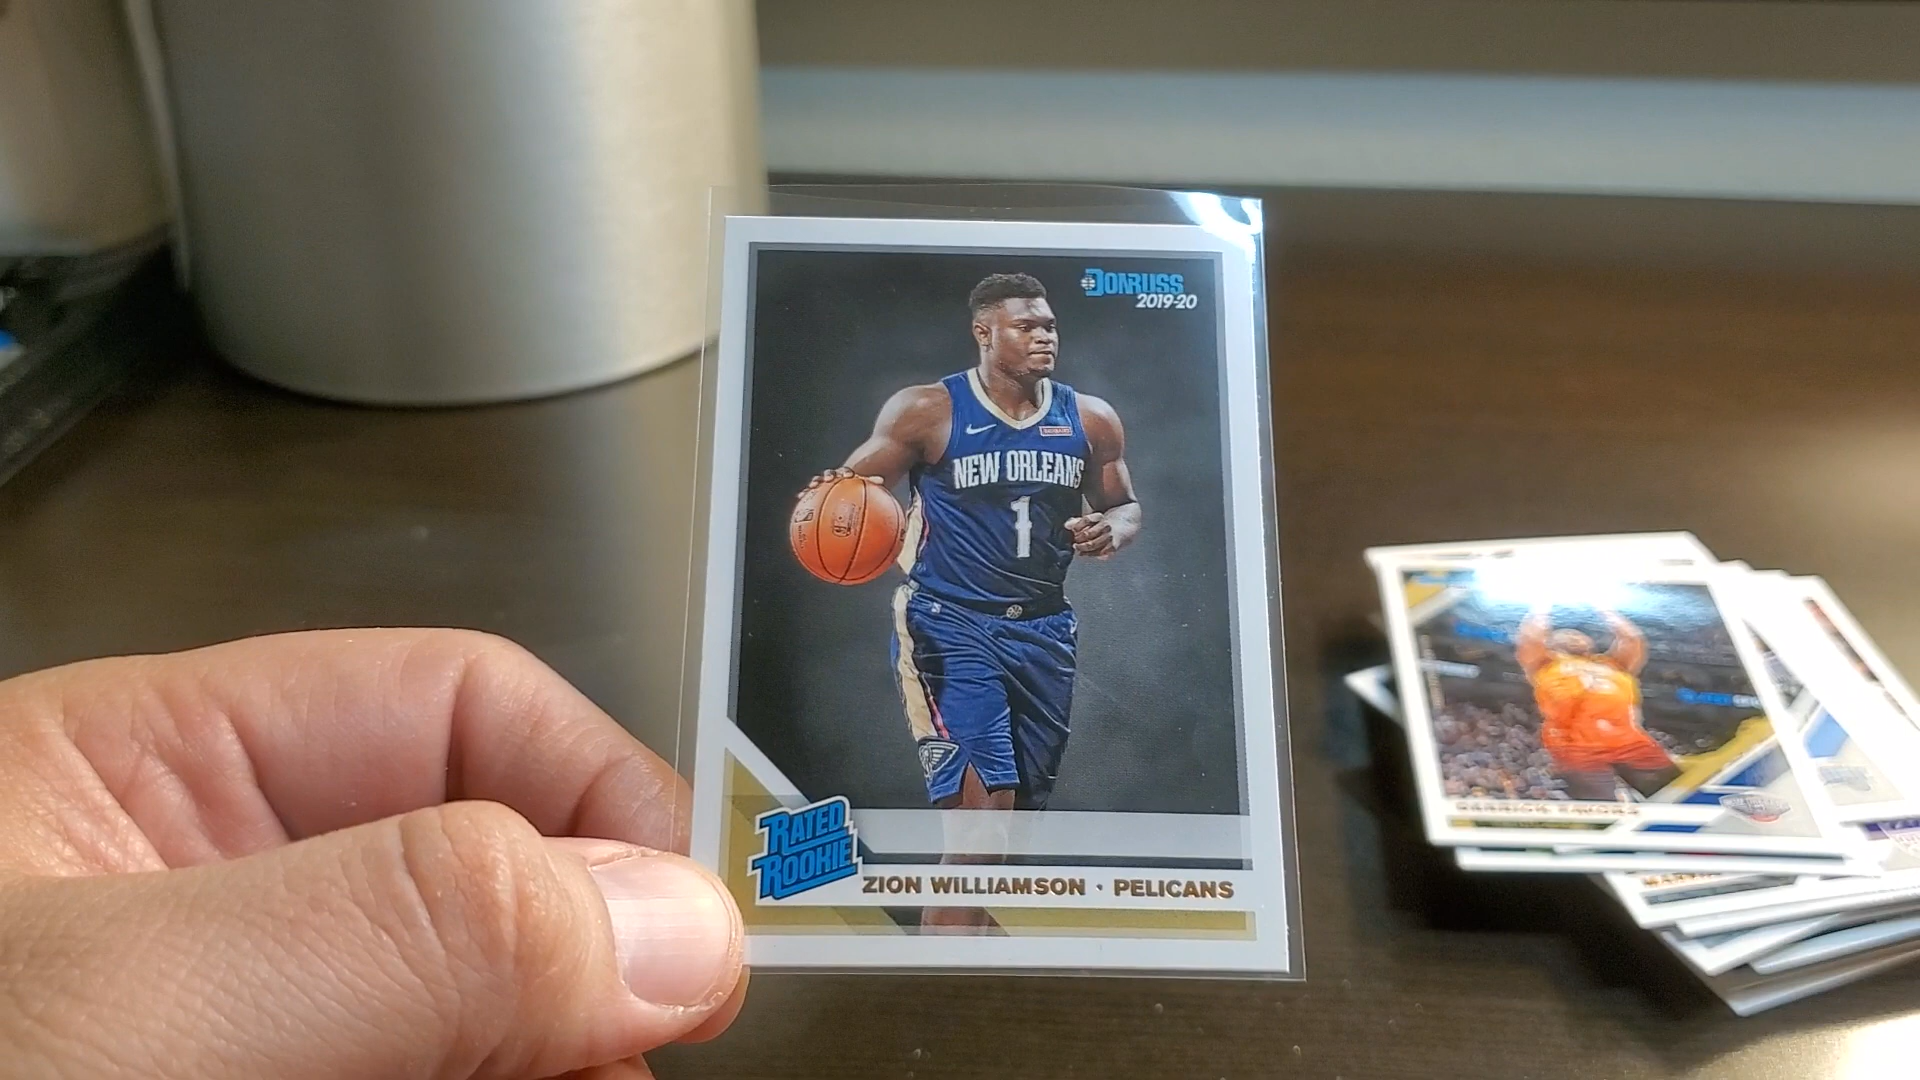 DONRUSS
2019-20
NEW ORLEANS
1
RATED
ROOKIE
ZION WILLIAMSON · PELICANS